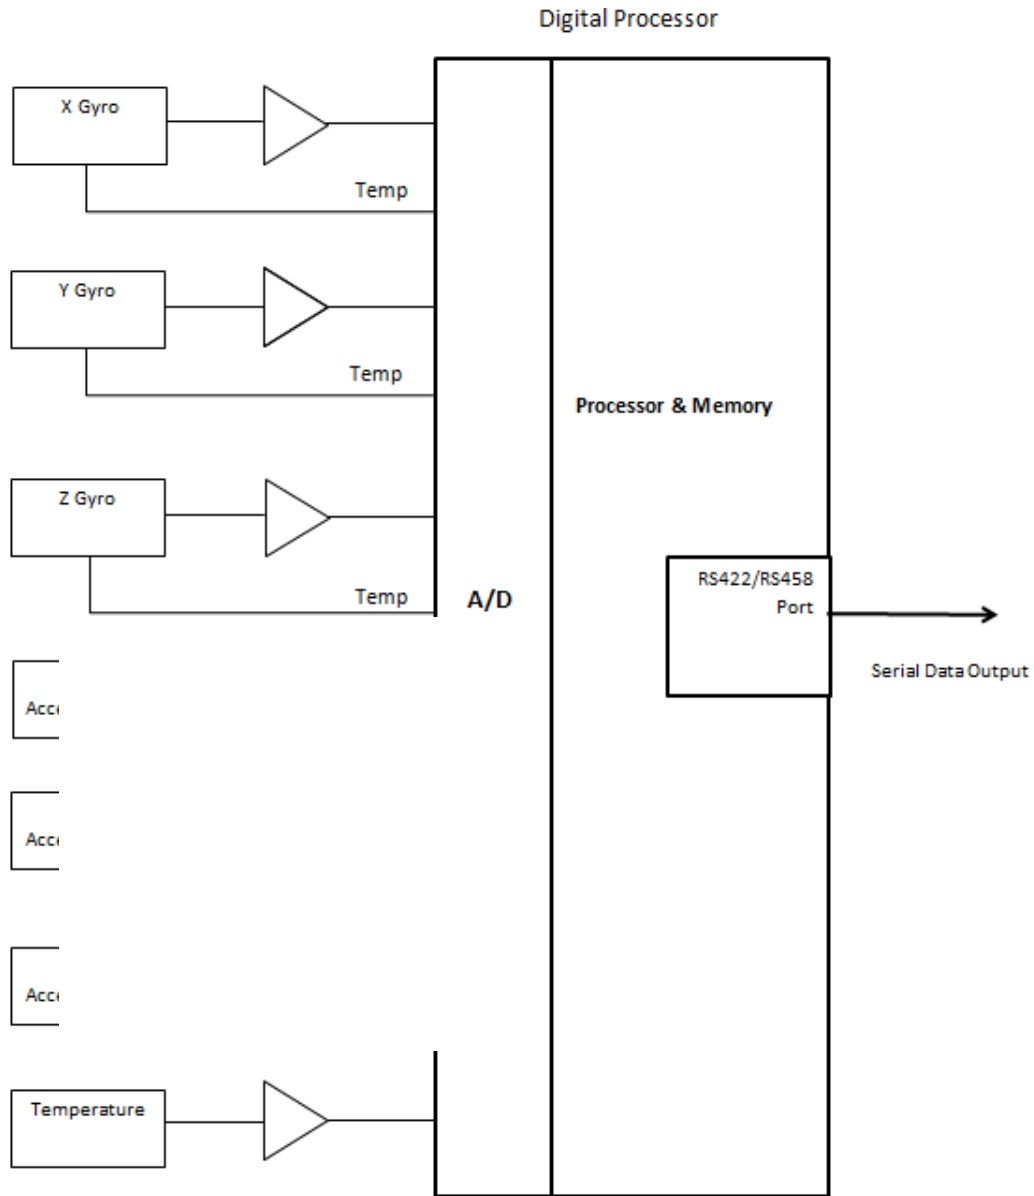 Digital Processor
X Gyro
Temp
Y Gyro
Temp
Processor & Memory
Z Gyro
Temp
A/D
RS422/RS458
Port
Serial Data Output
Temperature